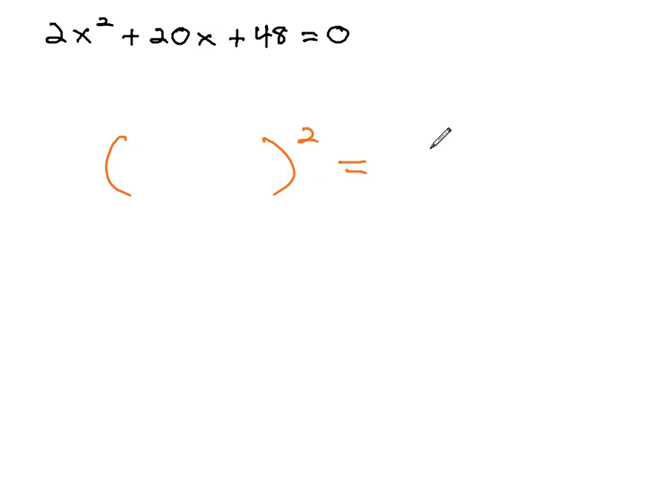 2x² + 20x + 48 = 0
( )² =